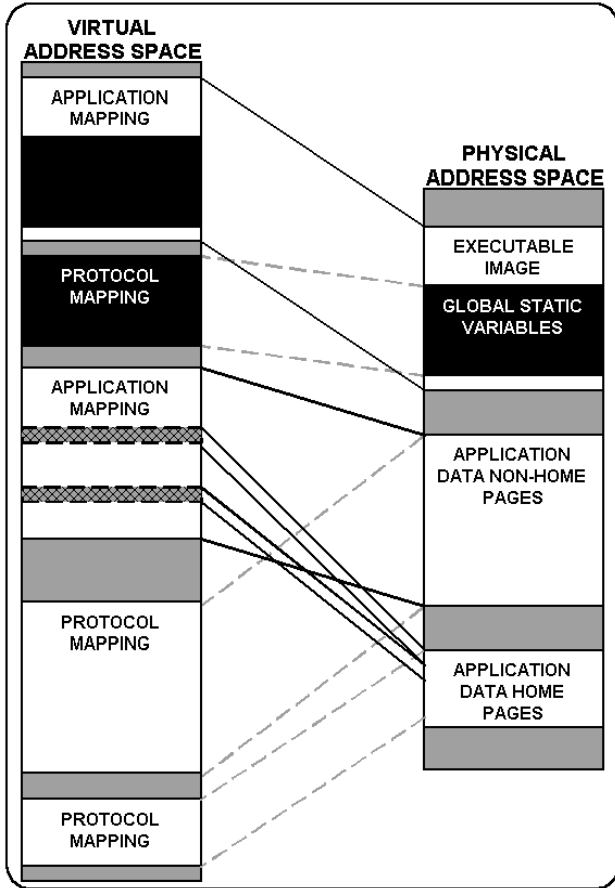 VIRTUAL
ADDRESS SPACE
APPLICATION
MAPPING
PROTOCOL
MAPPING
APPLICATION
MAPPING
PROTOCOL
MAPPING
PROTOCOL
MAPPING
PHYSICAL
ADDRESS SPACE
EXECUTABLE
IMAGE
GLOBAL STATIC
VARIABLES
APPLICATION
DATA NON-HOME
PAGES
APPLICATION
DATA HOME
PAGES